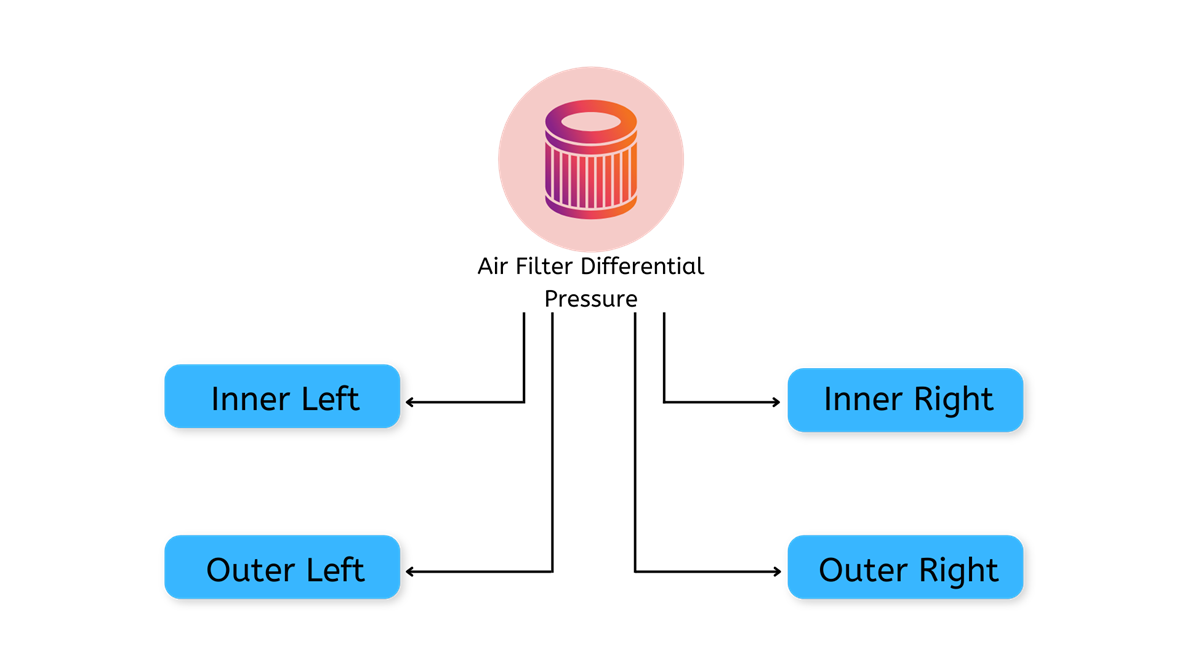 Air Filter Differential
Pressure
Inner Left
Inner Right
Outer Left
Outer Right